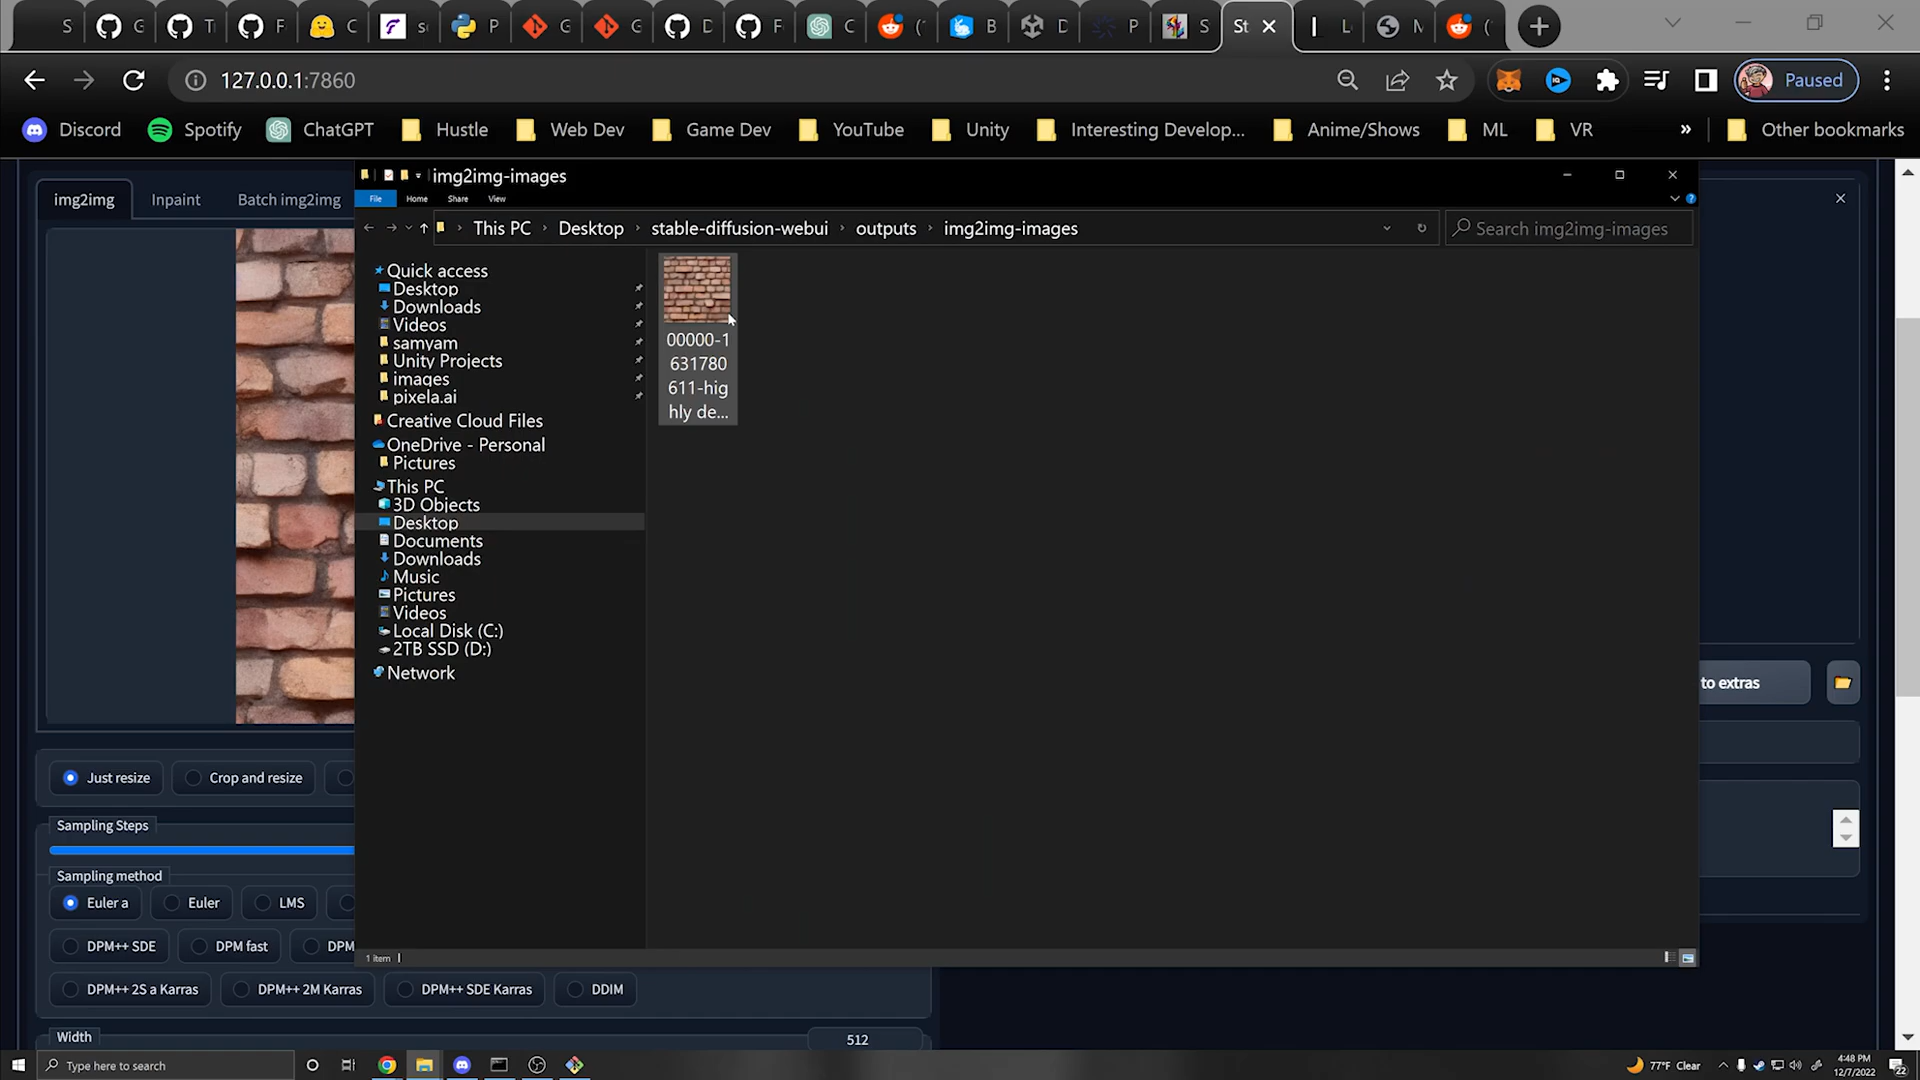 S
G
T
F
C
s
P
G
G
D
F
C
(
B
D
P
S
St
L
M
(
127.0.0.1:7860
Paused
Discord
Spotify
ChatGPT
Hustle
Web Dev
Game Dev
YouTube
Unity
Interesting Develop...
Anime/Shows
ML
VR
»
Other bookmarks
img2img
Inpaint
Batch img2img
img2img-images
File
Home
Share
View
This PC › Desktop › stable-diffusion-webui › outputs › img2img-images
Search img2img-images
Quick access
Desktop
Downloads
Videos
samyam
Unity Projects
images
pixela.ai
Creative Cloud Files
OneDrive - Personal
Pictures
This PC
3D Objects
Desktop
Documents
Downloads
Music
Pictures
Videos
Local Disk (C:)
2TB SSD (D:)
Network
00000-1
631780
611-hig
hly de...
1 item
to extras
Just resize
Crop and resize
Sampling Steps
Sampling method
Euler a
Euler
LMS
DPM++ SDE
DPM fast
DPM
DPM++ 2S a Karras
DPM++ 2M Karras
DPM++ SDE Karras
DDIM
Width
512
Type here to search
77°F Clear
4:48 PM
12/7/2022
22